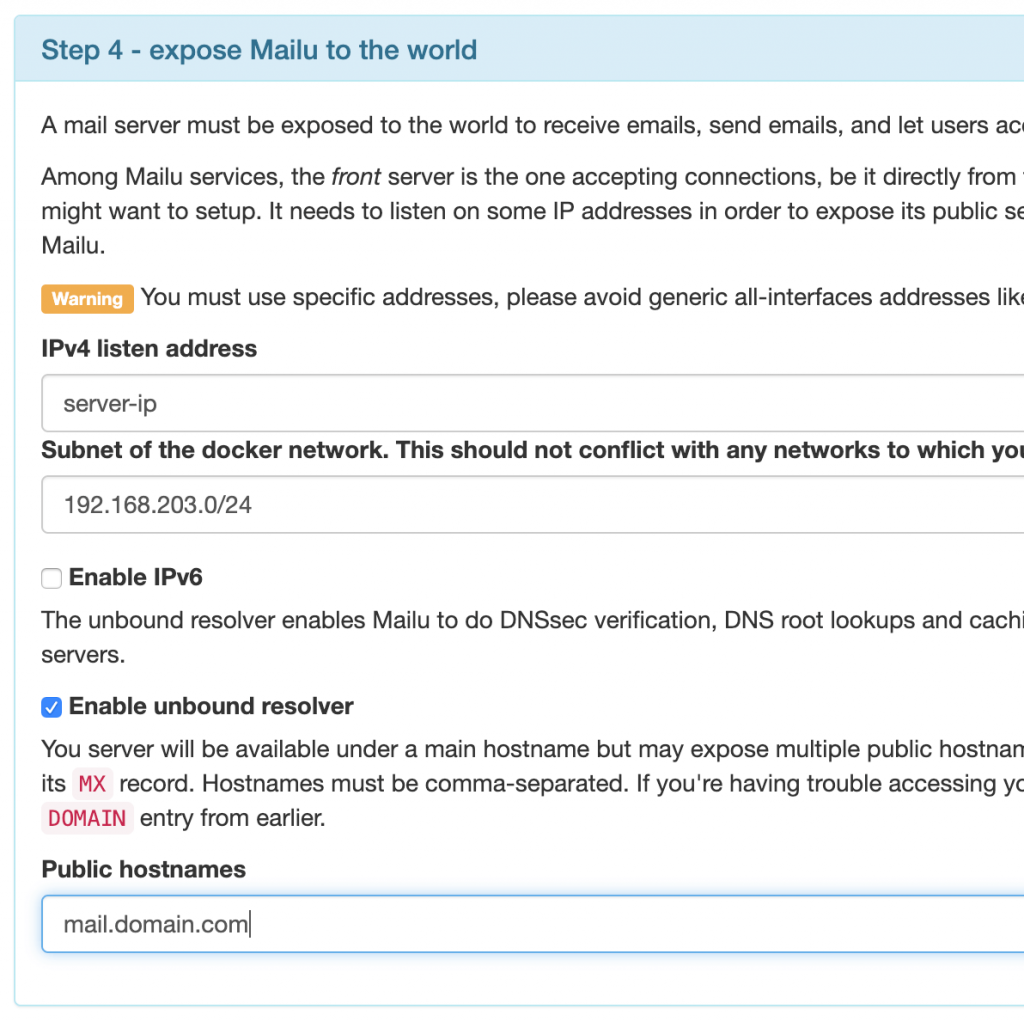 Step 4 - expose Mailu to the world
A mail server must be exposed to the world to receive emails, send emails, and let users
Among Mailu services, the front server is the one accepting connections, be it directly from
might want to setup. It needs to listen on some IP addresses in order to expose its public
Mailu.
Warning You must use specific addresses, please avoid generic all-interfaces addresses
IPv4 listen address
server-ip
Subnet of the docker network. This should not conflict with any networks to which
192.168.203.0/24
Enable IPv6
The unbound resolver enables Mailu to do DNSsec verification, DNS root lookups and
servers.
Enable unbound resolver
You server will be available under a main hostname but may expose multiple public
its MX record. Hostnames must be comma-separated. If you're having trouble accessing
DOMAIN entry from earlier.
Public hostnames
mail.domain.com